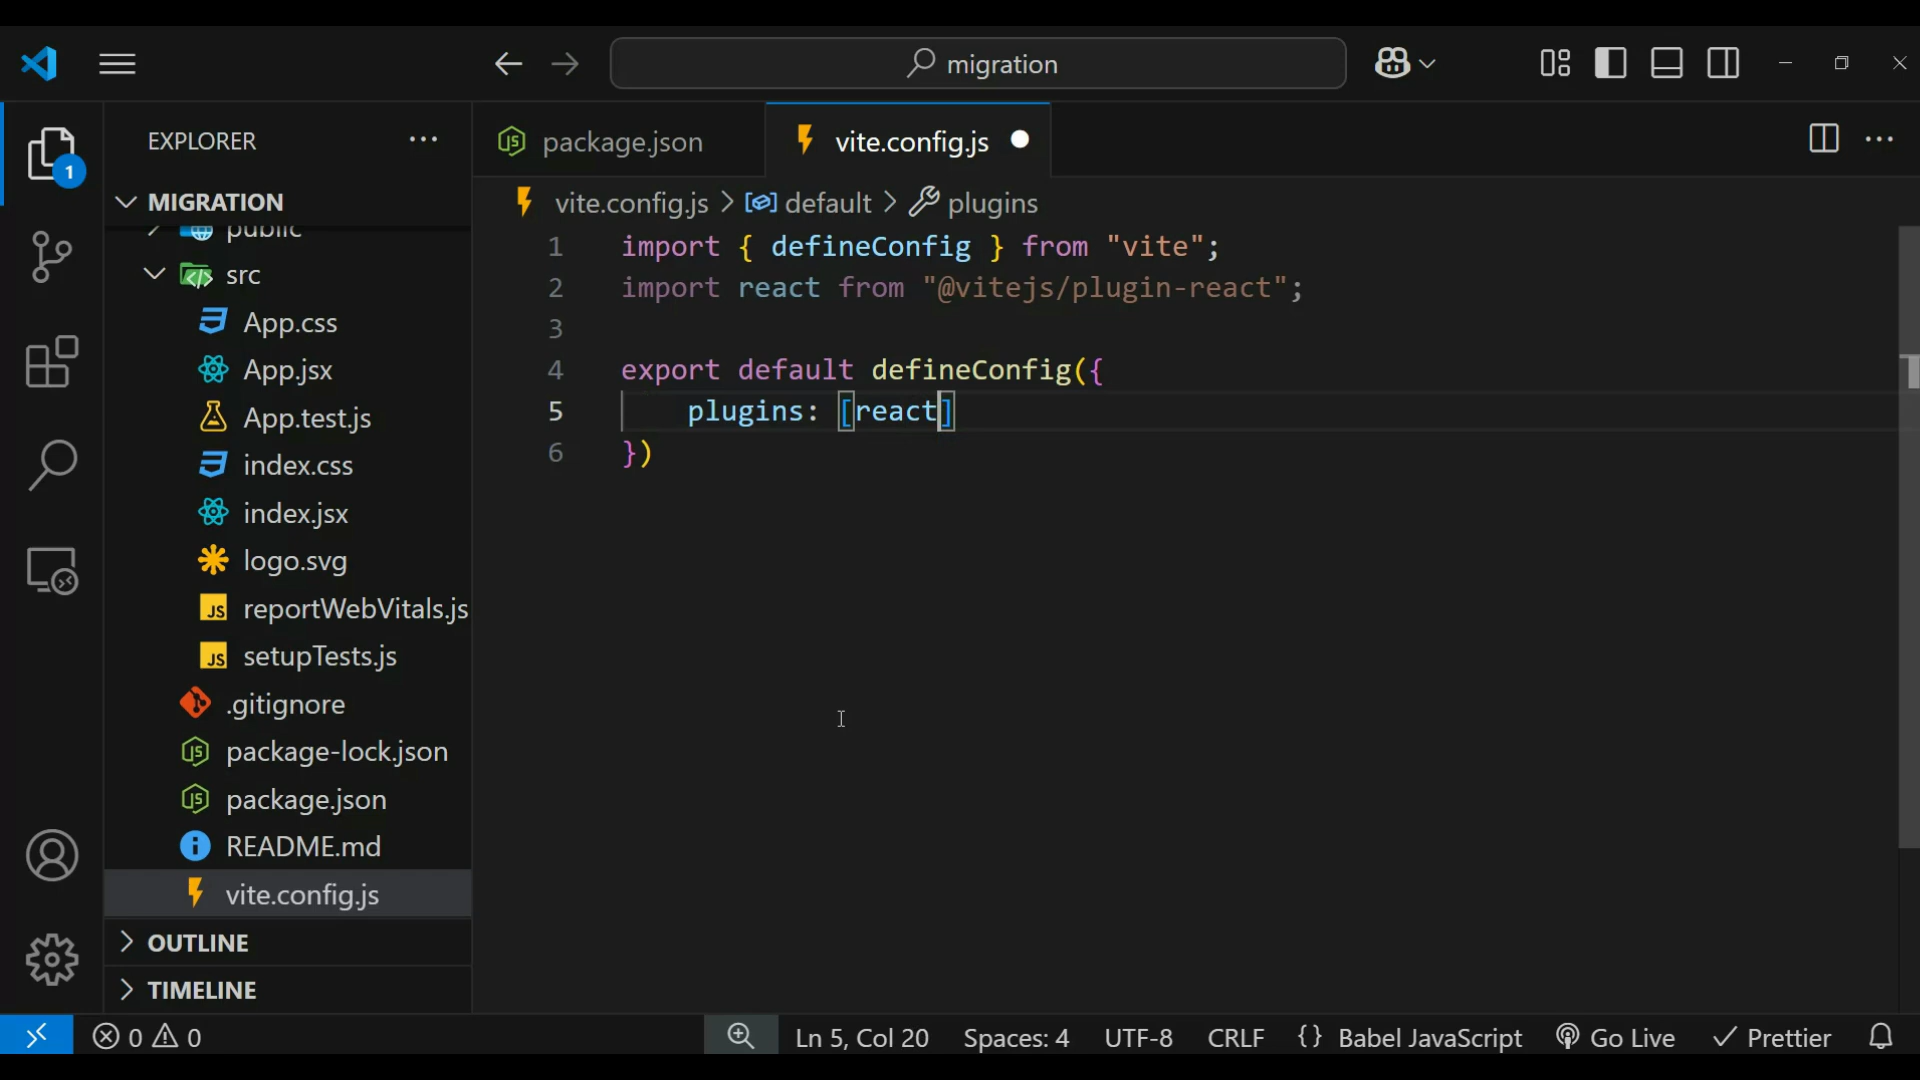 migration
EXPLORER
package.json
vite.config.js
MIGRATION
vite.config.js > default > plugins
public
src
App.css
App.jsx
App.test.js
index.css
index.jsx
logo.svg
reportWebVitals.js
setupTests.js
.gitignore
package-lock.json
package.json
README.md
vite.config.js
OUTLINE
TIMELINE
1
1 import { defineConfig } from "vite";
2 import react from "@vitejs/plugin-react";
3
4 export default defineConfig({
5 plugins: [react]
6 })
0 0
Ln 5, Col 20
Spaces: 4
UTF-8
CRLF
{} Babel JavaScript
Go Live
Prettier